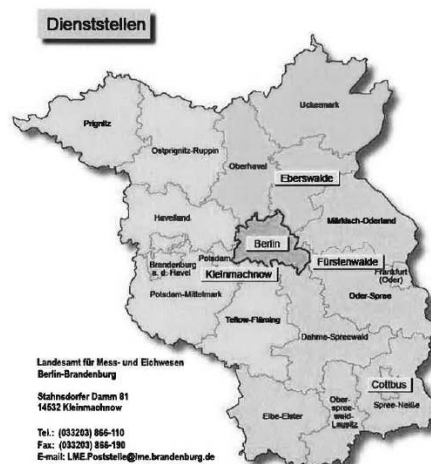 Dienststellen
Uckermark
Prignitz
Ostprignitz-Ruppin
Oberhavel
Eberswalde
Havelland
Märkisch-Oderland
Berlin
Potsdam
Fürstenwalde
Brandenburg
a. d. Havel
Kleinmachnow
Frankfurt
(Oder)
Potsdam-Mittelmark
Oder-Spree
Teltow-Fläming
Dahme-Spreewald
Landesamt für Mess- und Eichwesen
Berlin-Brandenburg
Stahnsdorfer Damm 81
14532 Kleinmachnow
Cottbus
Elbe-Elster
Ober-
spree-
wald-
Lausitz
Spree-Neiße
Tel.: (033203) 866-110
Fax: (033203) 866-190
E-mail: LME.Poststelle@lme.brandenburg.de